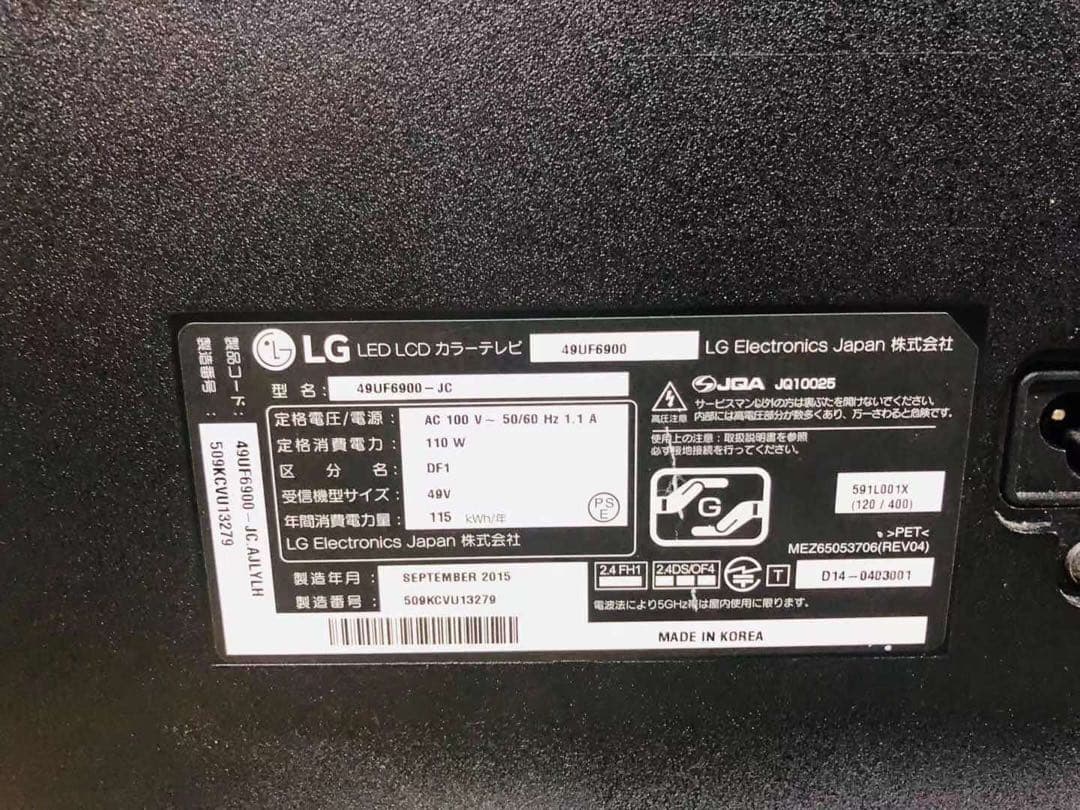 LG LED LCD カラーテレビ 49UF6900 LG Electronics Japan 株式会社
型 名 : 49UF6900-JC
定格電圧/電源 : AC 100 V~ 50/60 Hz 1.1 A
定格消費電力 : 110 W
区 分 名 : DF1
受信機型サイズ : 49V
年間消費電力量 : 115 kWh/年
PS
E
LG Electronics Japan 株式会社
製造年月 : SEPTEMBER 2015
製造番号 : 509KCVU13279
製品コード : 49UF6900-JC.AJLYLH
製造番号 : 509KCVU13279
JQA JQ10025
高圧注意
サービスマン以外の方は裏ぶたを開けないでください。
内部には高電圧部分が数多くあり、万一さわると危険です。
使用上の注意:取扱説明書を参照
必ず接地接続を行ってください。
G
591L001X
(120 / 400)
>PET<
MEZ65053706(REV04)
2.4 FH1 2.4DS/OF4 T D14-0403001
電波法により5GHz帯は屋内使用に限ります。
MADE IN KOREA